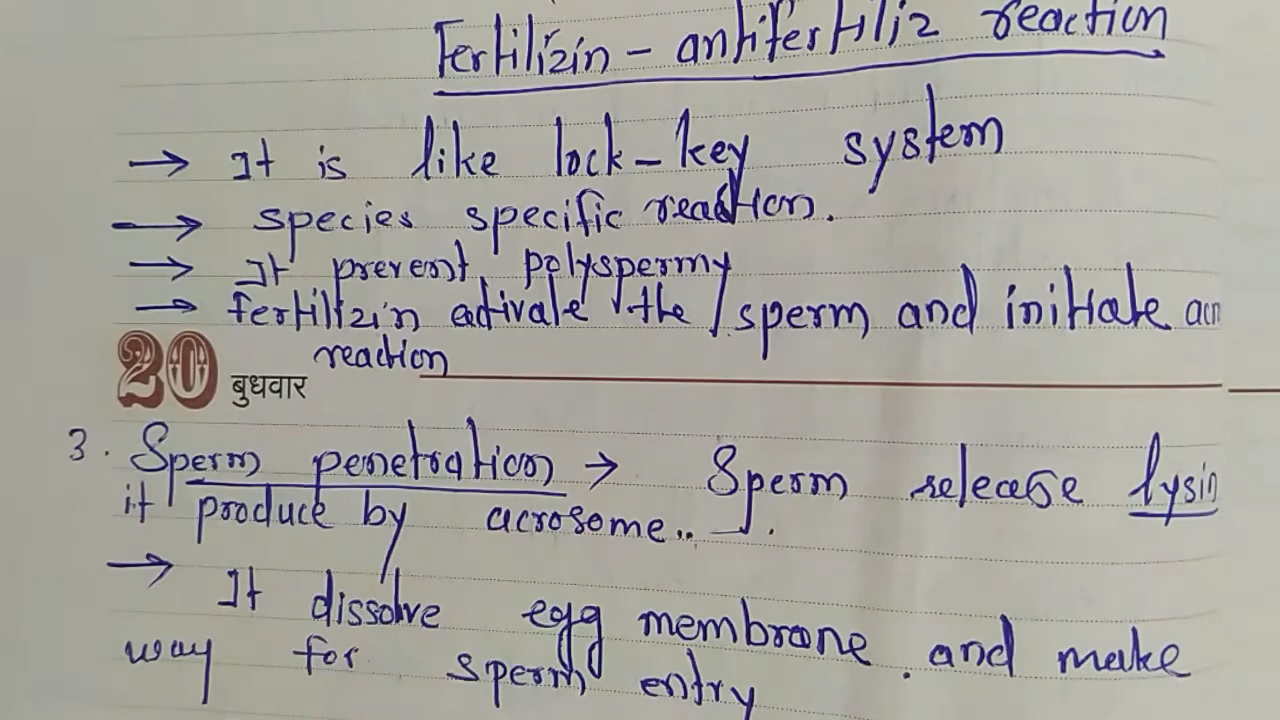 Fertilizin - antifertiliz reaction
→ It is like lock-key system
→ species specific reaction.
→ It prevent polyspermy
→ fertilizin activate the sperm and initiate acr
reaction
20 बुधवार
3. Sperm penetration → Sperm release lysin
it produce by acrosome...
→ It dissolve egg membrane. and make
way for sperm entry